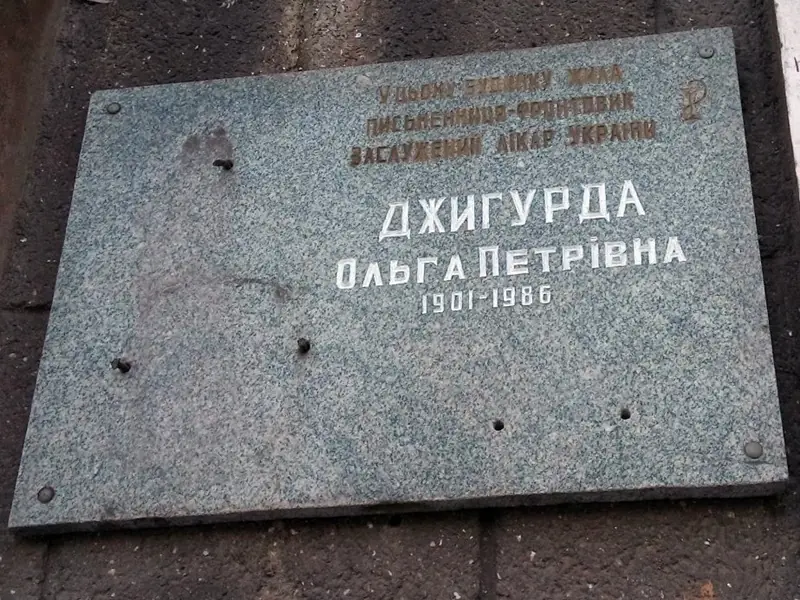 У цьому будинку жила
письменниця-фронтовик
заслужений лікар України
ДЖИГУРДА
ОЛЬГА ПЕТРІВНА
1901-1986